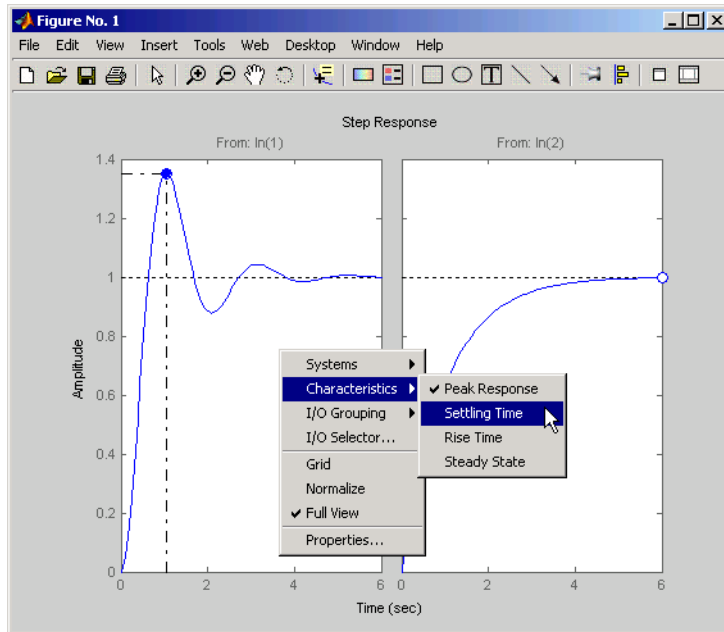 Figure No. 1
File Edit View Insert Tools Web Desktop Window Help
T
Step Response
From: In(1)
From: In(2)
1.4
1.2
1
0.8
0.6
0.4
0.2
0
Amplitude
0 2 4 6
0 2 4 6
Time (sec)
Systems
Characteristics
I/O Grouping
I/O Selector...
Grid
Normalize
Full View
Properties...
Peak Response
Settling Time
Rise Time
Steady State